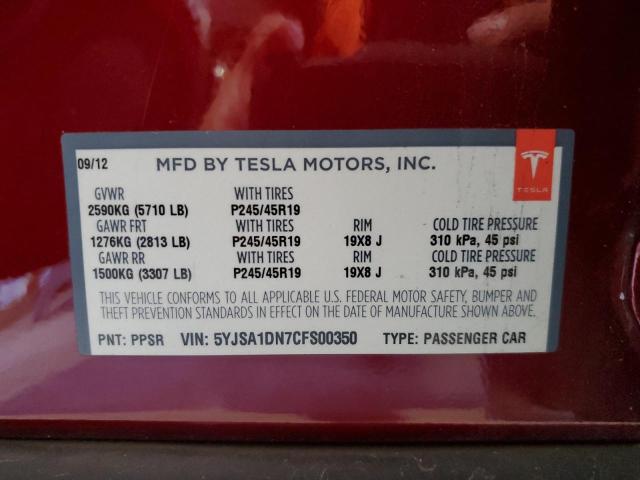 09/12 MFD BY TESLA MOTORS, INC.
TESLA
GVWR WITH TIRES
2590KG (5710 LB) P245/45R19
GAWR FRT WITH TIRES RIM COLD TIRE PRESSURE
1276KG (2813 LB) P245/45R19 19X8 J 310 kPa, 45 psi
GAWR RR WITH TIRES RIM COLD TIRE PRESSURE
1500KG (3307 LB) P245/45R19 19X8 J 310 kPa, 45 psi
THIS VEHICLE CONFORMS TO ALL APPLICABLE U.S. FEDERAL MOTOR SAFETY, BUMPER AND
THEFT PREVENTION STANDARDS IN EFFECT ON THE DATE OF MANUFACTURE SHOWN ABOVE.
PNT: PPSR VIN: 5YJSA1DN7CFS00350 TYPE: PASSENGER CAR